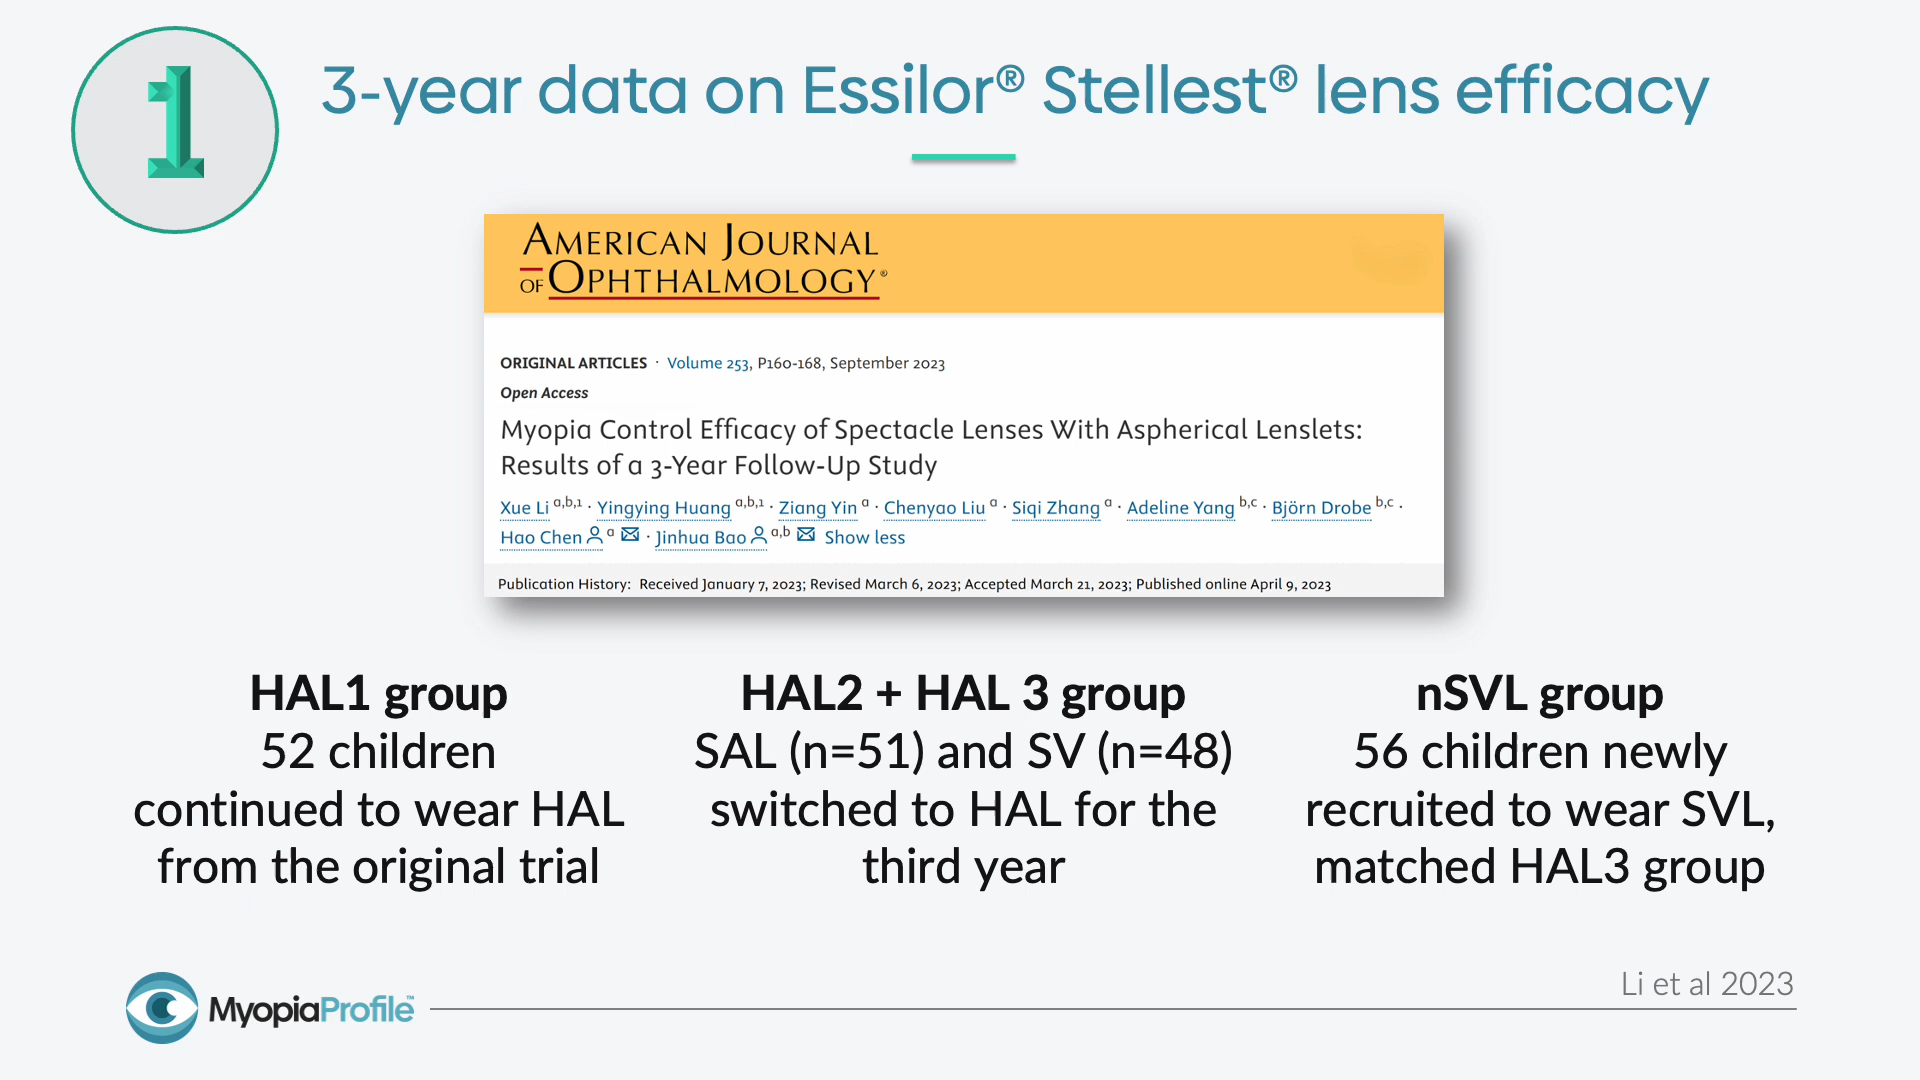 1
3-year data on Essilor® Stellest® lens efficacy
AMERICAN JOURNAL
OF OPHTHALMOLOGY®
ORIGINAL ARTICLES · Volume 253, P160-168, September 2023
Open Access
Myopia Control Efficacy of Spectacle Lenses With Aspherical Lenslets:
Results of a 3-Year Follow-Up Study
Xue Li a,b,1 · Yingying Huang a,b,1 · Ziang Yin a · Chenyao Liu a · Siqi Zhang a · Adeline Yang b,c · Björn Drobe b,c ·
Hao Chen a · Jinhua Bao a,b Show less
Publication History: Received January 7, 2023; Revised March 6, 2023; Accepted March 21, 2023; Published online April 9, 2023
HAL1 group
52 children
continued to wear HAL
from the original trial
HAL2 + HAL 3 group
SAL (n=51) and SV (n=48)
switched to HAL for the
third year
nSVL group
56 children newly
recruited to wear SVL,
matched HAL3 group
Li et al 2023
MyopiaProfile™